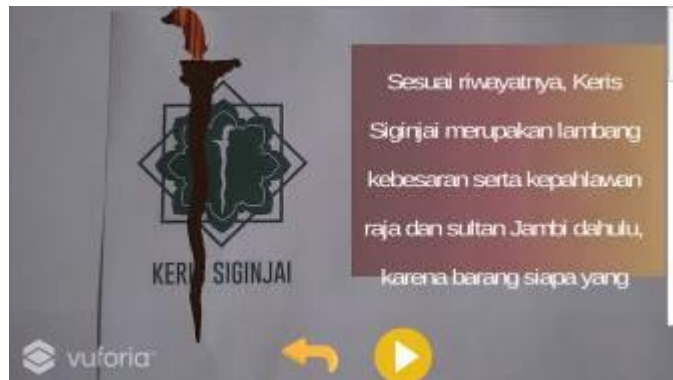 Sesuai riwayatnya, Keris
Siginjai merupakan lambang
kebesaran serta kepahlawan
raja dan sultan Jambi dahulu,
karena barang siapa yang
KERIS SIGINJAI
vuforia